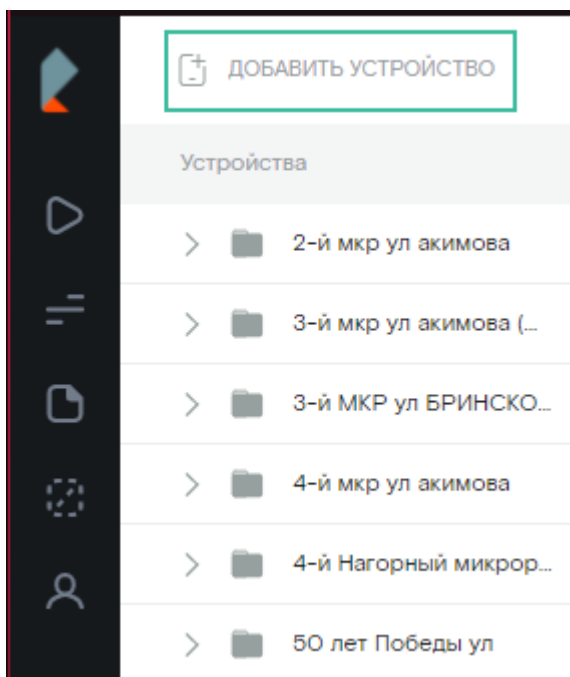 ДОБАВИТЬ УСТРОЙСТВО
Устройства
2-й мкр ул акимова
3-й мкр ул акимова (...
3-й МКР ул БРИНСКО...
4-й мкр ул акимова
4-й Нагорный микрор...
50 лет Победы ул